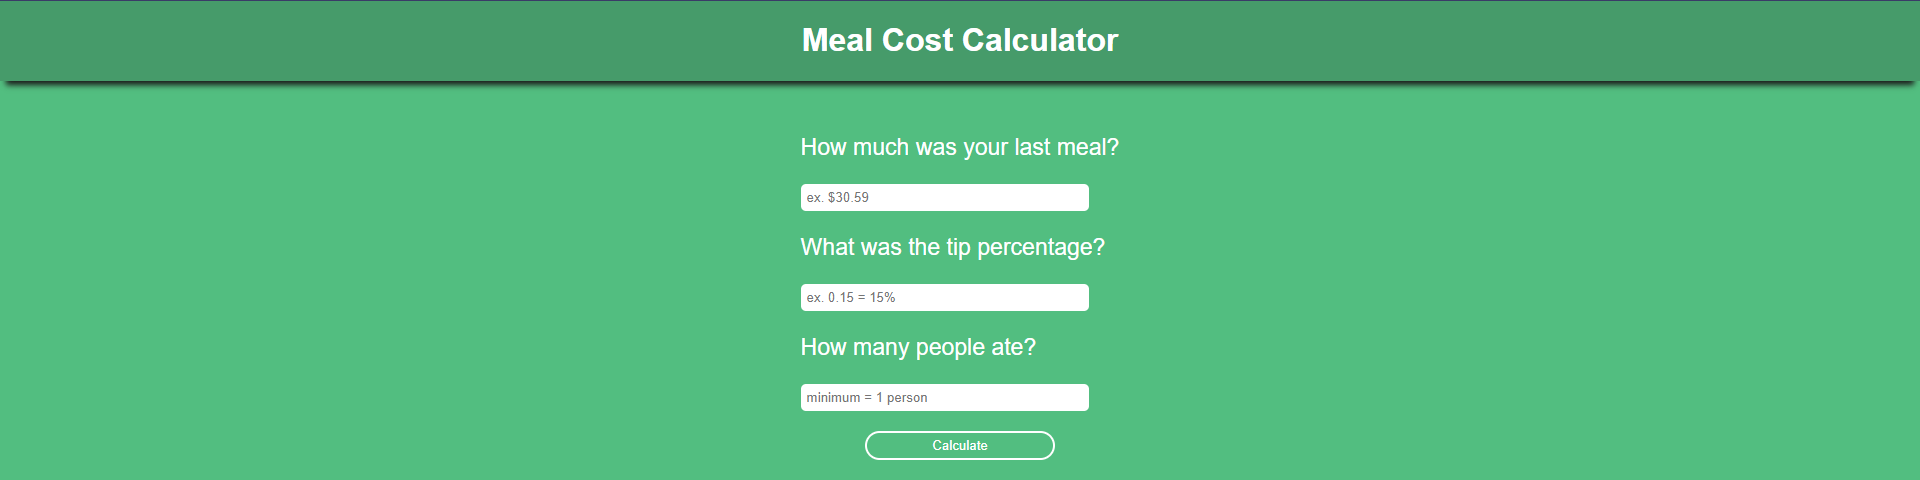 Meal Cost Calculator
How much was your last meal?
ex. $30.59
What was the tip percentage?
ex. 0.15 = 15%
How many people ate?
minimum = 1 person
Calculate